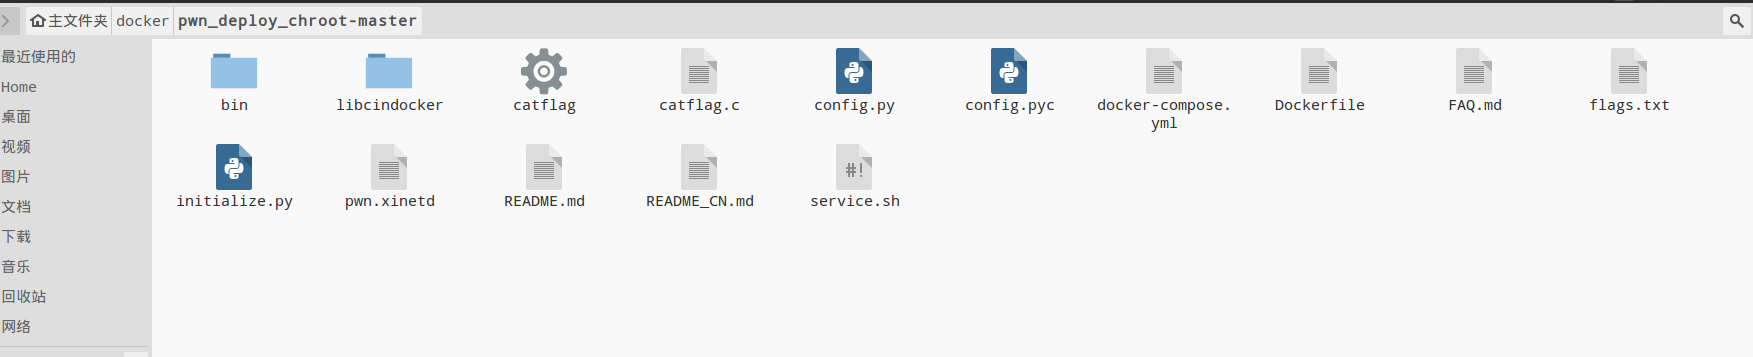 主文件夹 docker pwn_deploy_chroot-master
最近使用的
Home
桌面
视频
图片
文档
下载
音乐
回收站
网络
bin libcindocker catflag catflag.c config.py config.pyc docker-compose. Dockerfile FAQ.md flags.txt
yml
#!
initialize.py pwn.xinetd README.md README_CN.md service.sh